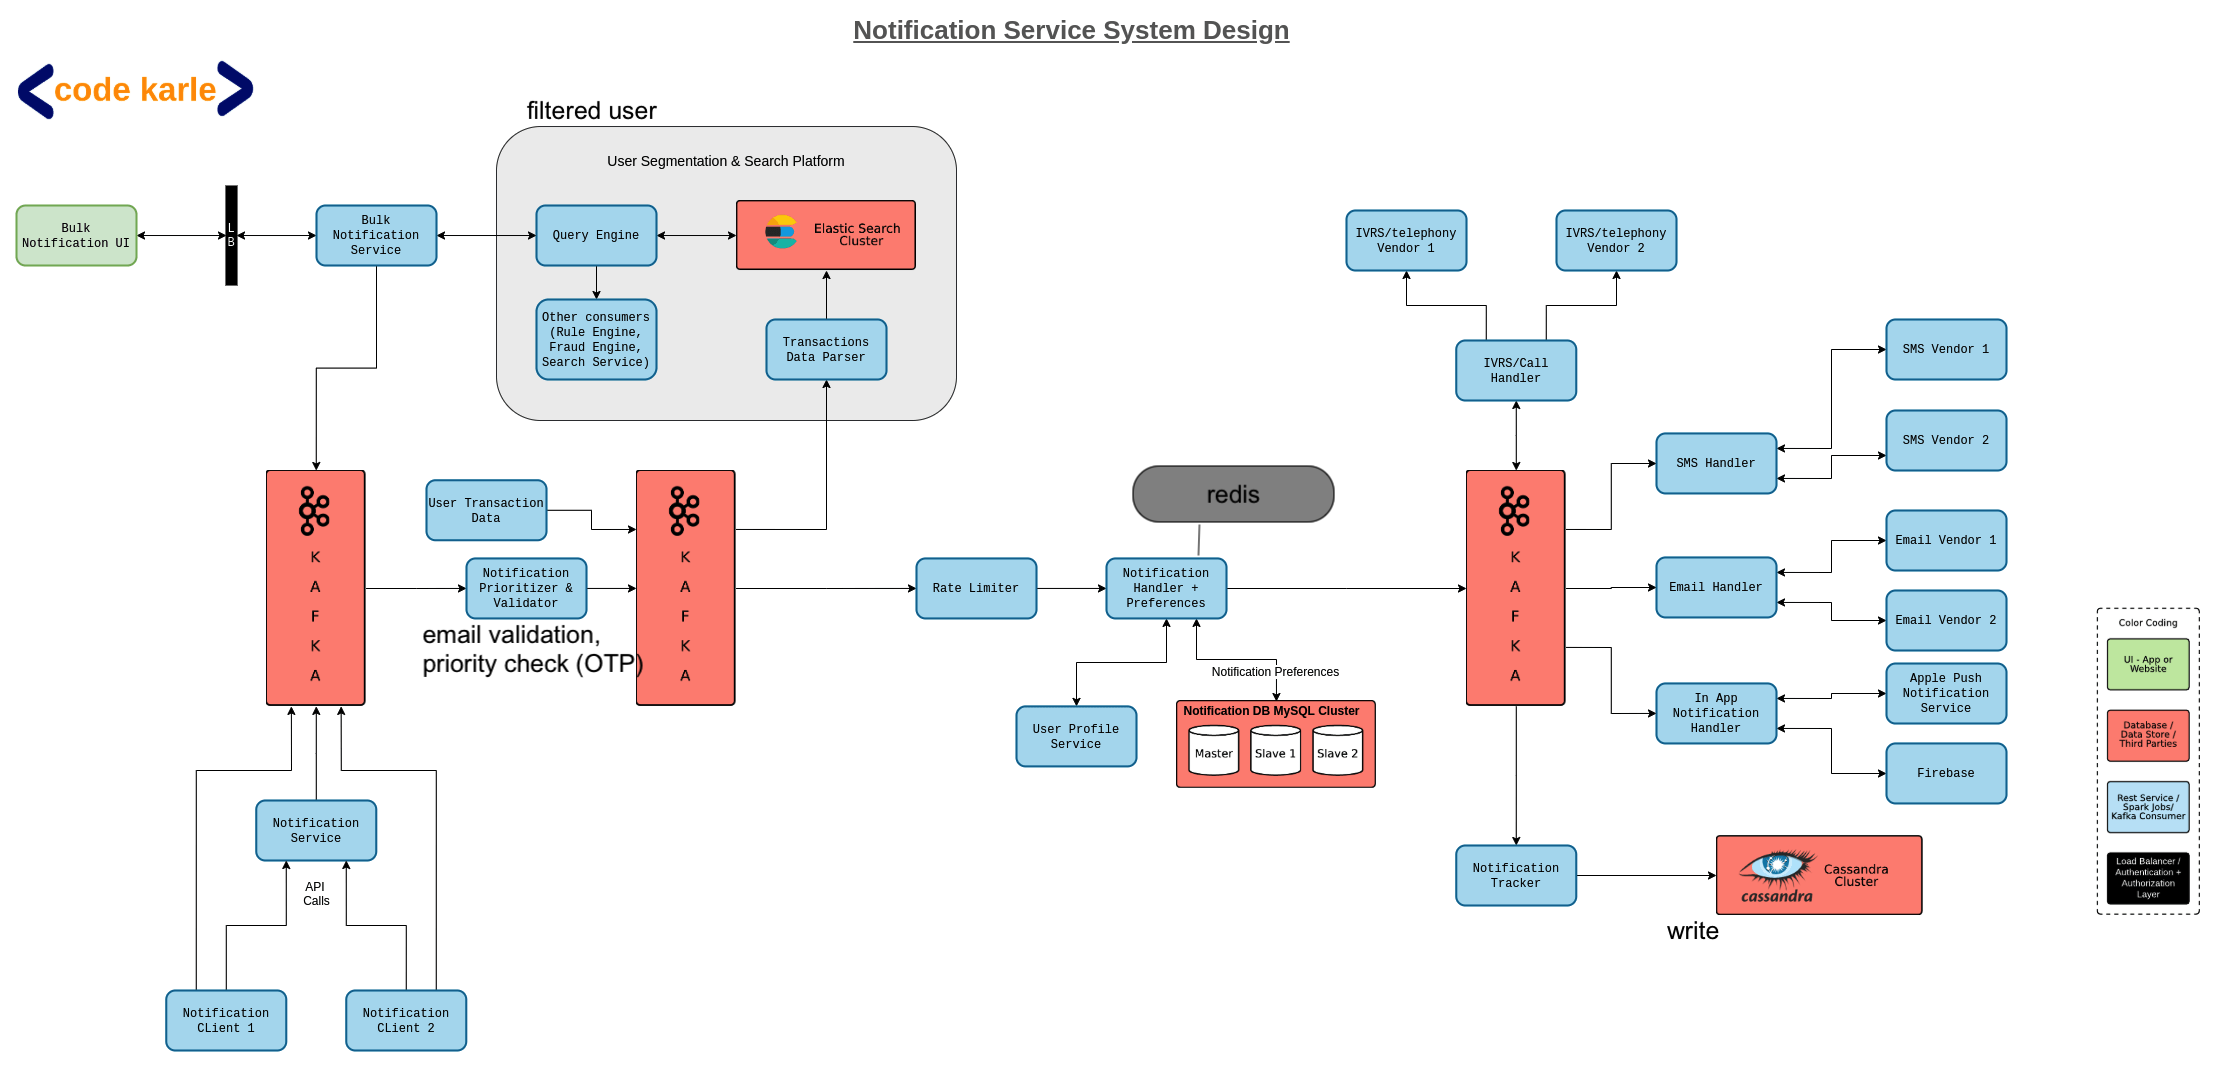 Notification Service System Design
code karle
filtered user
User Segmentation & Search Platform
Bulk
Notification UI
L
B
Bulk
Notification
Service
Query Engine
Elastic Search
Cluster
Other consumers
(Rule Engine,
Fraud Engine,
Search Service)
Transactions
Data Parser
IVRS/telephony
Vendor 1
IVRS/telephony
Vendor 2
IVRS/Call
Handler
SMS Vendor 1
SMS Vendor 2
SMS Handler
K
A
F
K
A
User Transaction
Data
Notification
Prioritizer &
Validator
email validation,
priority check (OTP)
K
A
F
K
A
Rate Limiter
redis
Notification
Handler +
Preferences
Notification Preferences
User Profile
Service
Notification DB MySQL Cluster
Master
Slave 1
Slave 2
K
A
F
K
A
Email Handler
Email Vendor 1
Email Vendor 2
In App
Notification
Handler
Apple Push
Notification
Service
Firebase
Notification
Tracker
cassandra
Cassandra
Cluster
write
Notification
Service
API
Calls
Notification
CLient 1
Notification
CLient 2
Color Coding
UI - App or
Website
Database /
Data Store /
Third Parties
Rest Service /
Spark Jobs/
Kafka Consumer
Load Balancer /
Authentication +
Authorization
Layer